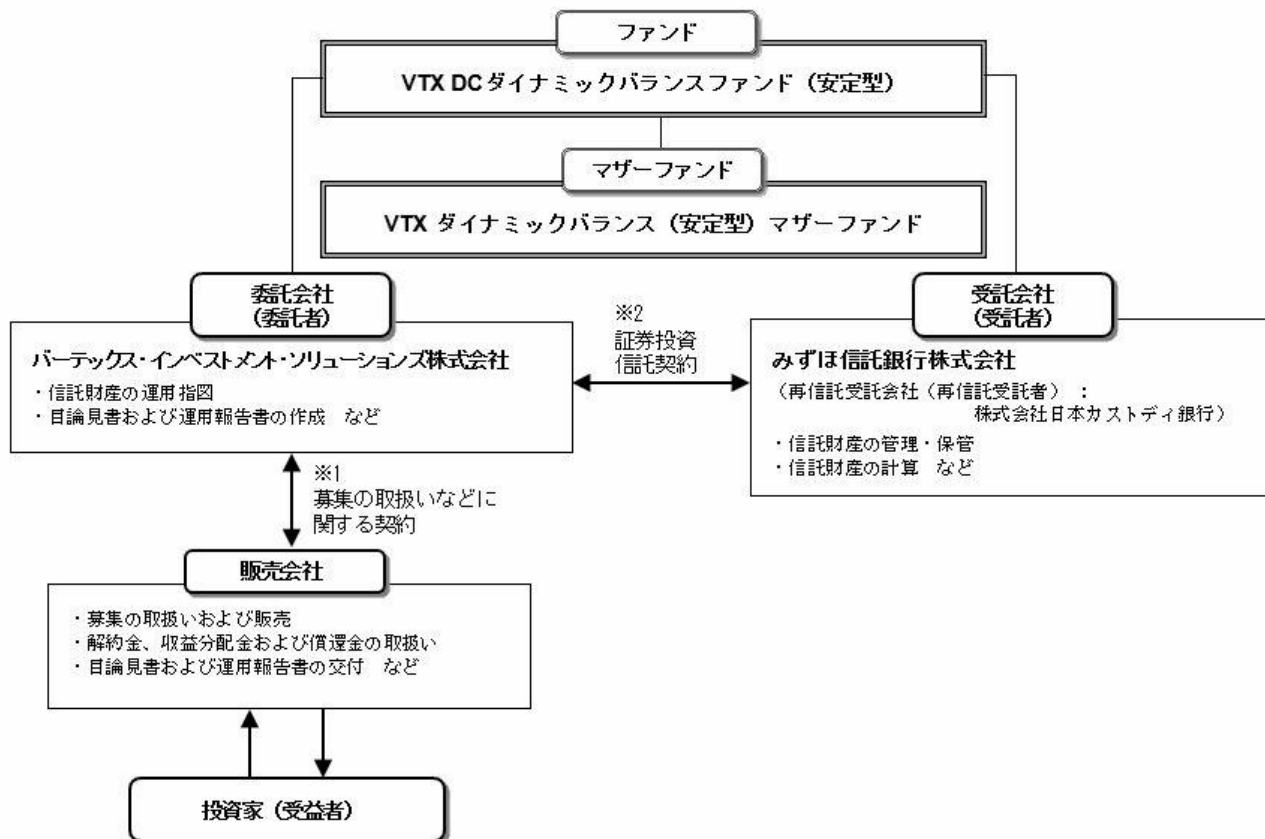 ファンド
VTX DCダイナミックバランスファンド（安定型）
マザーファンド
VTX ダイナミックバランス（安定型）マザーファンド
委託会社
（委託者）
バーテックス・インベストメント・ソリューションズ株式会社
・信託財産の運用指図
・目論見書および運用報告書の作成　など
※2
証券投資
信託契約
受託会社
（受託者）
みずほ信託銀行株式会社
（再信託受託会社（再信託受託者）：
株式会社日本カストディ銀行）
・信託財産の管理・保管
・信託財産の計算　など
※1
募集の取扱いなどに
関する契約
販売会社
・募集の取扱いおよび販売
・解約金、収益分配金および償還金の取扱い
・目論見書および運用報告書の交付　など
投資家（受益者）